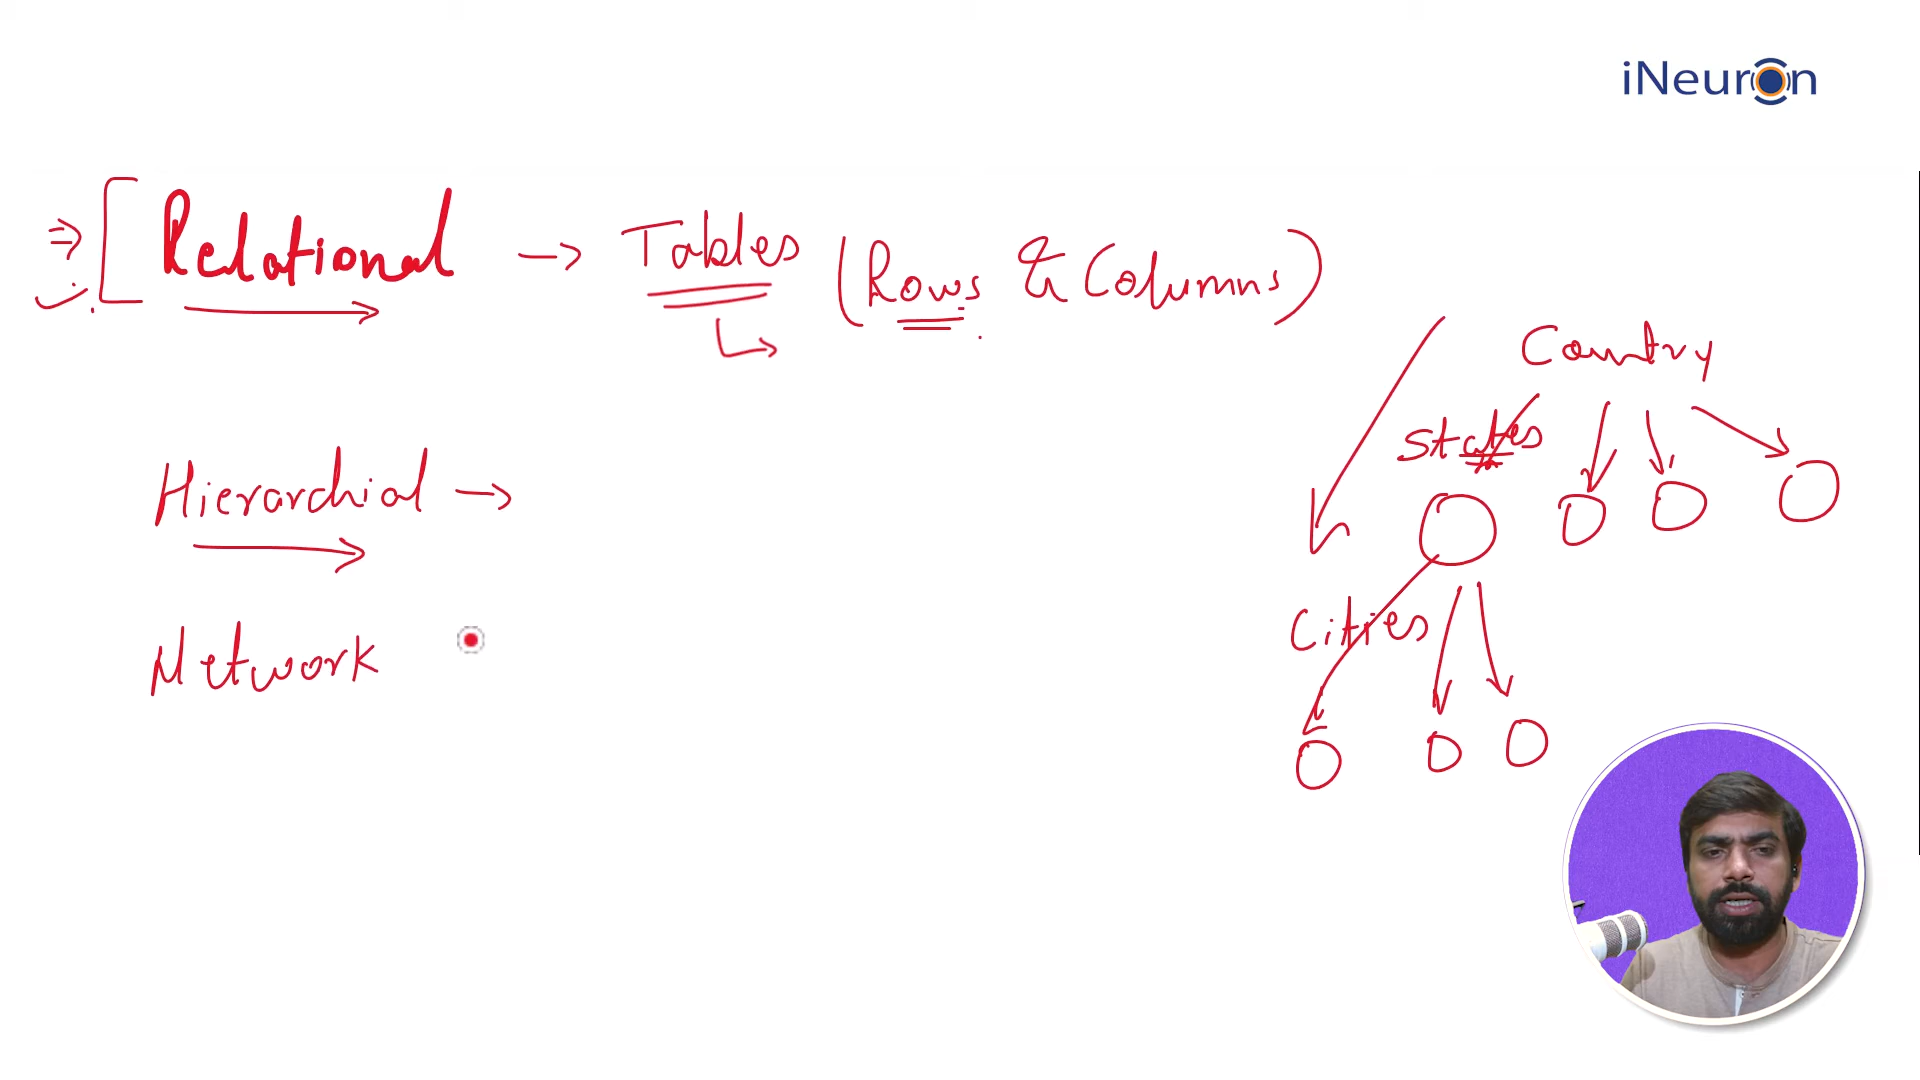 iNeuron
Relational → Tables (Rows & Columns)
Country
States
Hierarchial →
Cities
Network